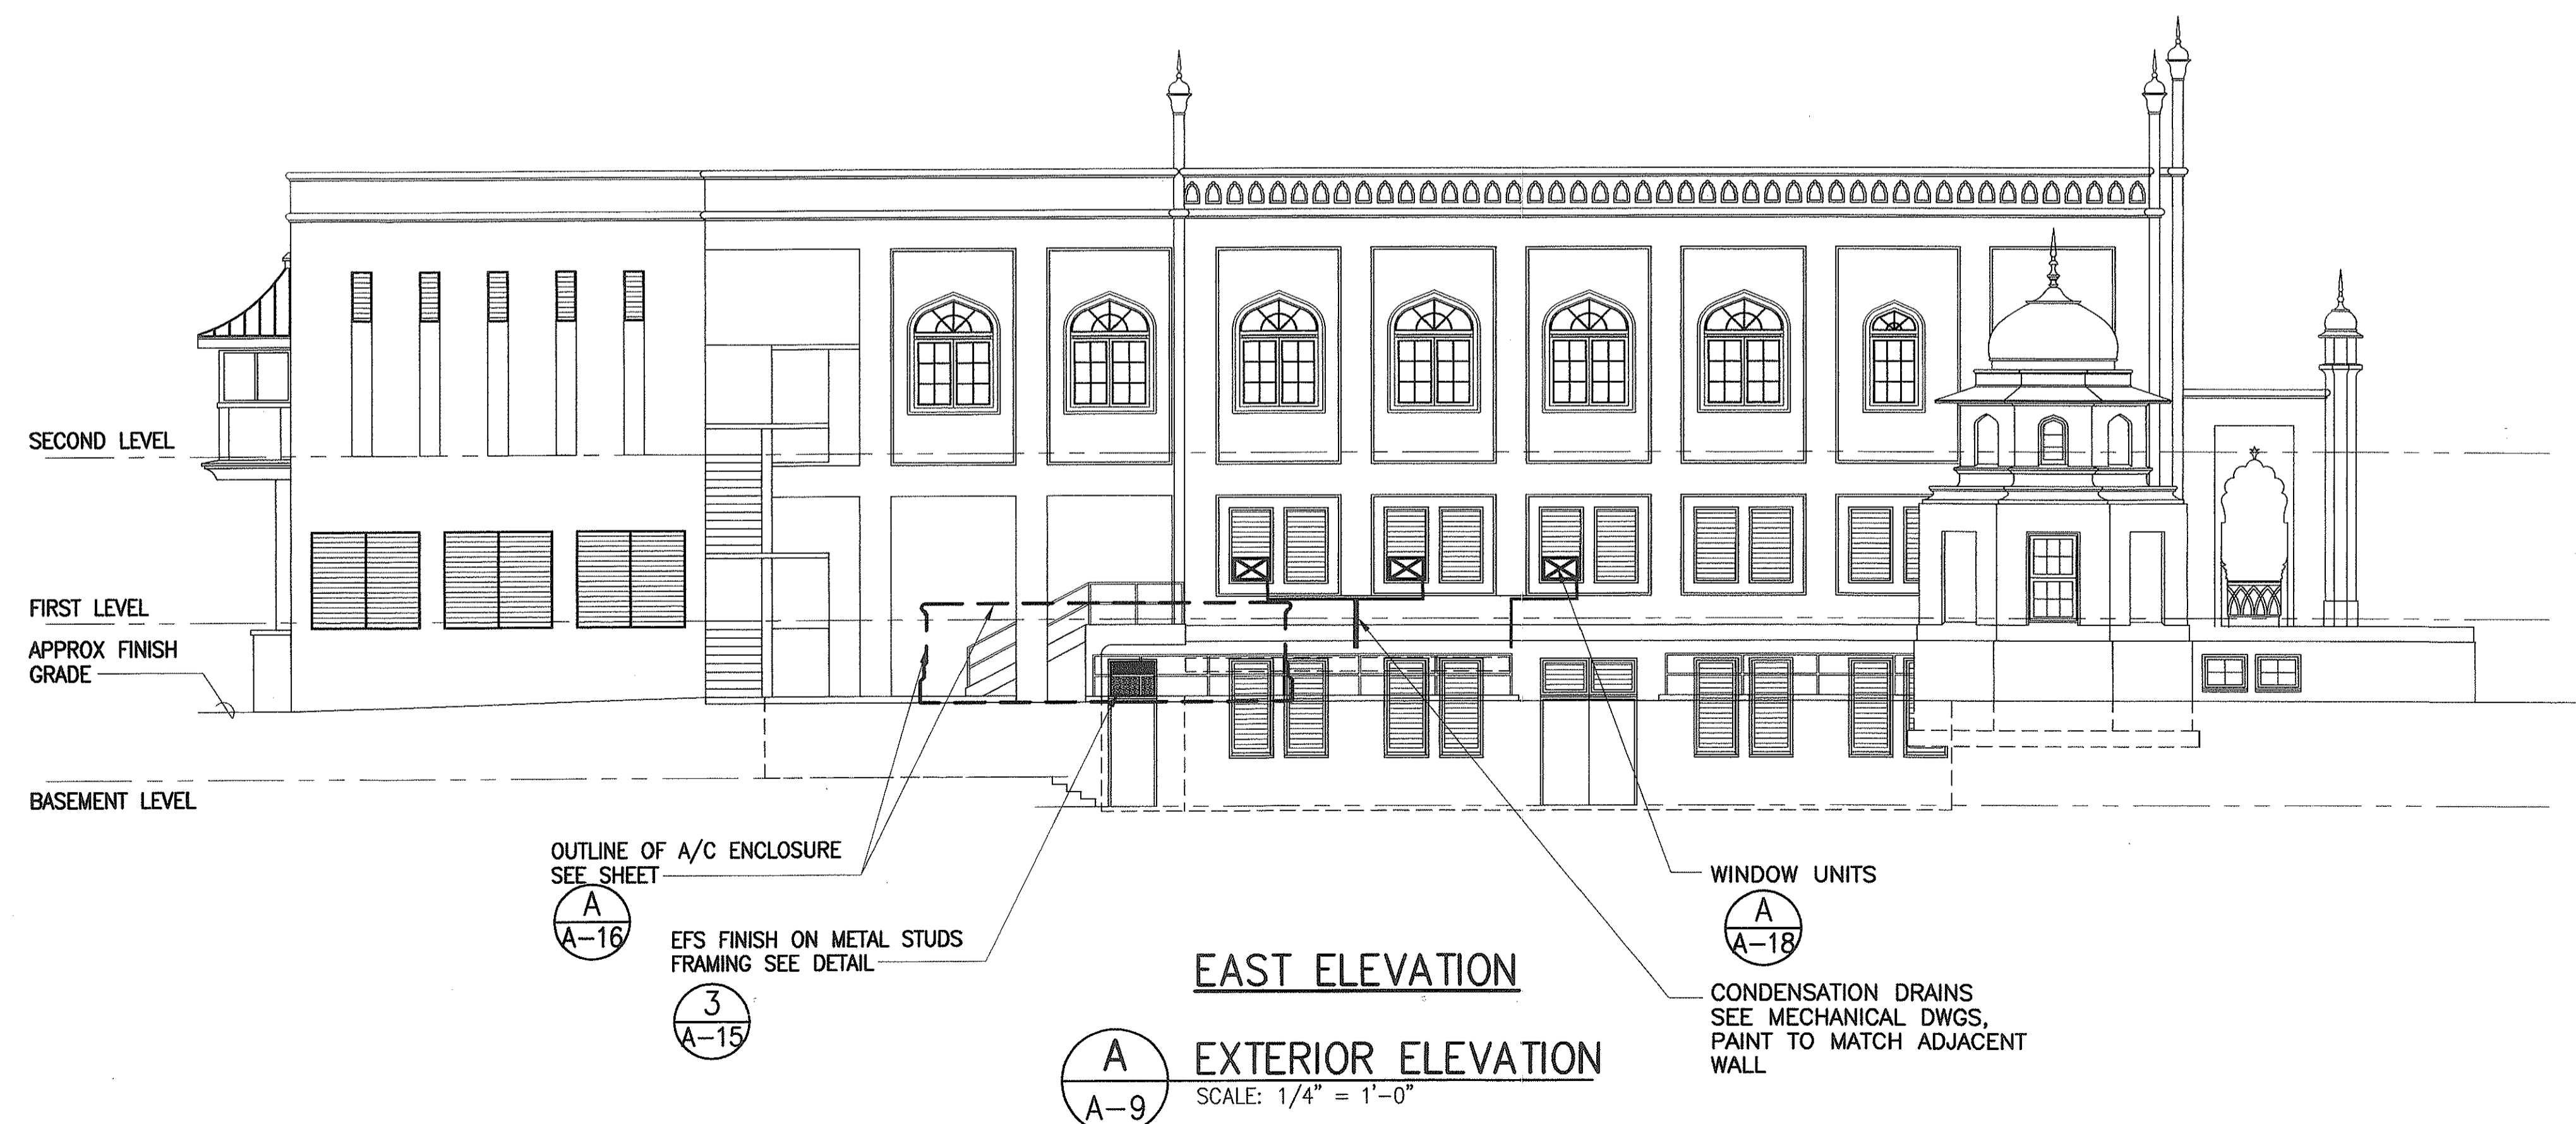 SECOND LEVEL
FIRST LEVEL
APPROX FINISH
GRADE
BASEMENT LEVEL
OUTLINE OF A/C ENCLOSURE
SEE SHEET
A
A-16
EFS FINISH ON METAL STUDS
FRAMING SEE DETAIL
3
A-15
WINDOW UNITS
A
A-18
CONDENSATION DRAINS
SEE MECHANICAL DWGS,
PAINT TO MATCH ADJACENT
WALL
EAST ELEVATION
A
A-9
EXTERIOR ELEVATION
SCALE: 1/4" = 1'-0"